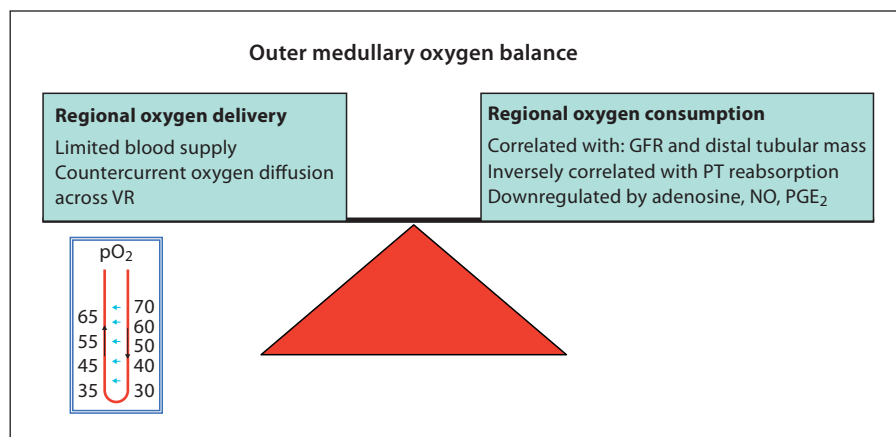 Outer medullary oxygen balance
Regional oxygen delivery
Limited blood supply
Countercurrent oxygen diffusion
across VR
Regional oxygen consumption
Correlated with: GFR and distal tubular mass
Inversely correlated with PT reabsorption
Downregulated by adenosine, NO, PGE₂
pO₂
70
65
60
55
50
45
40
35
30